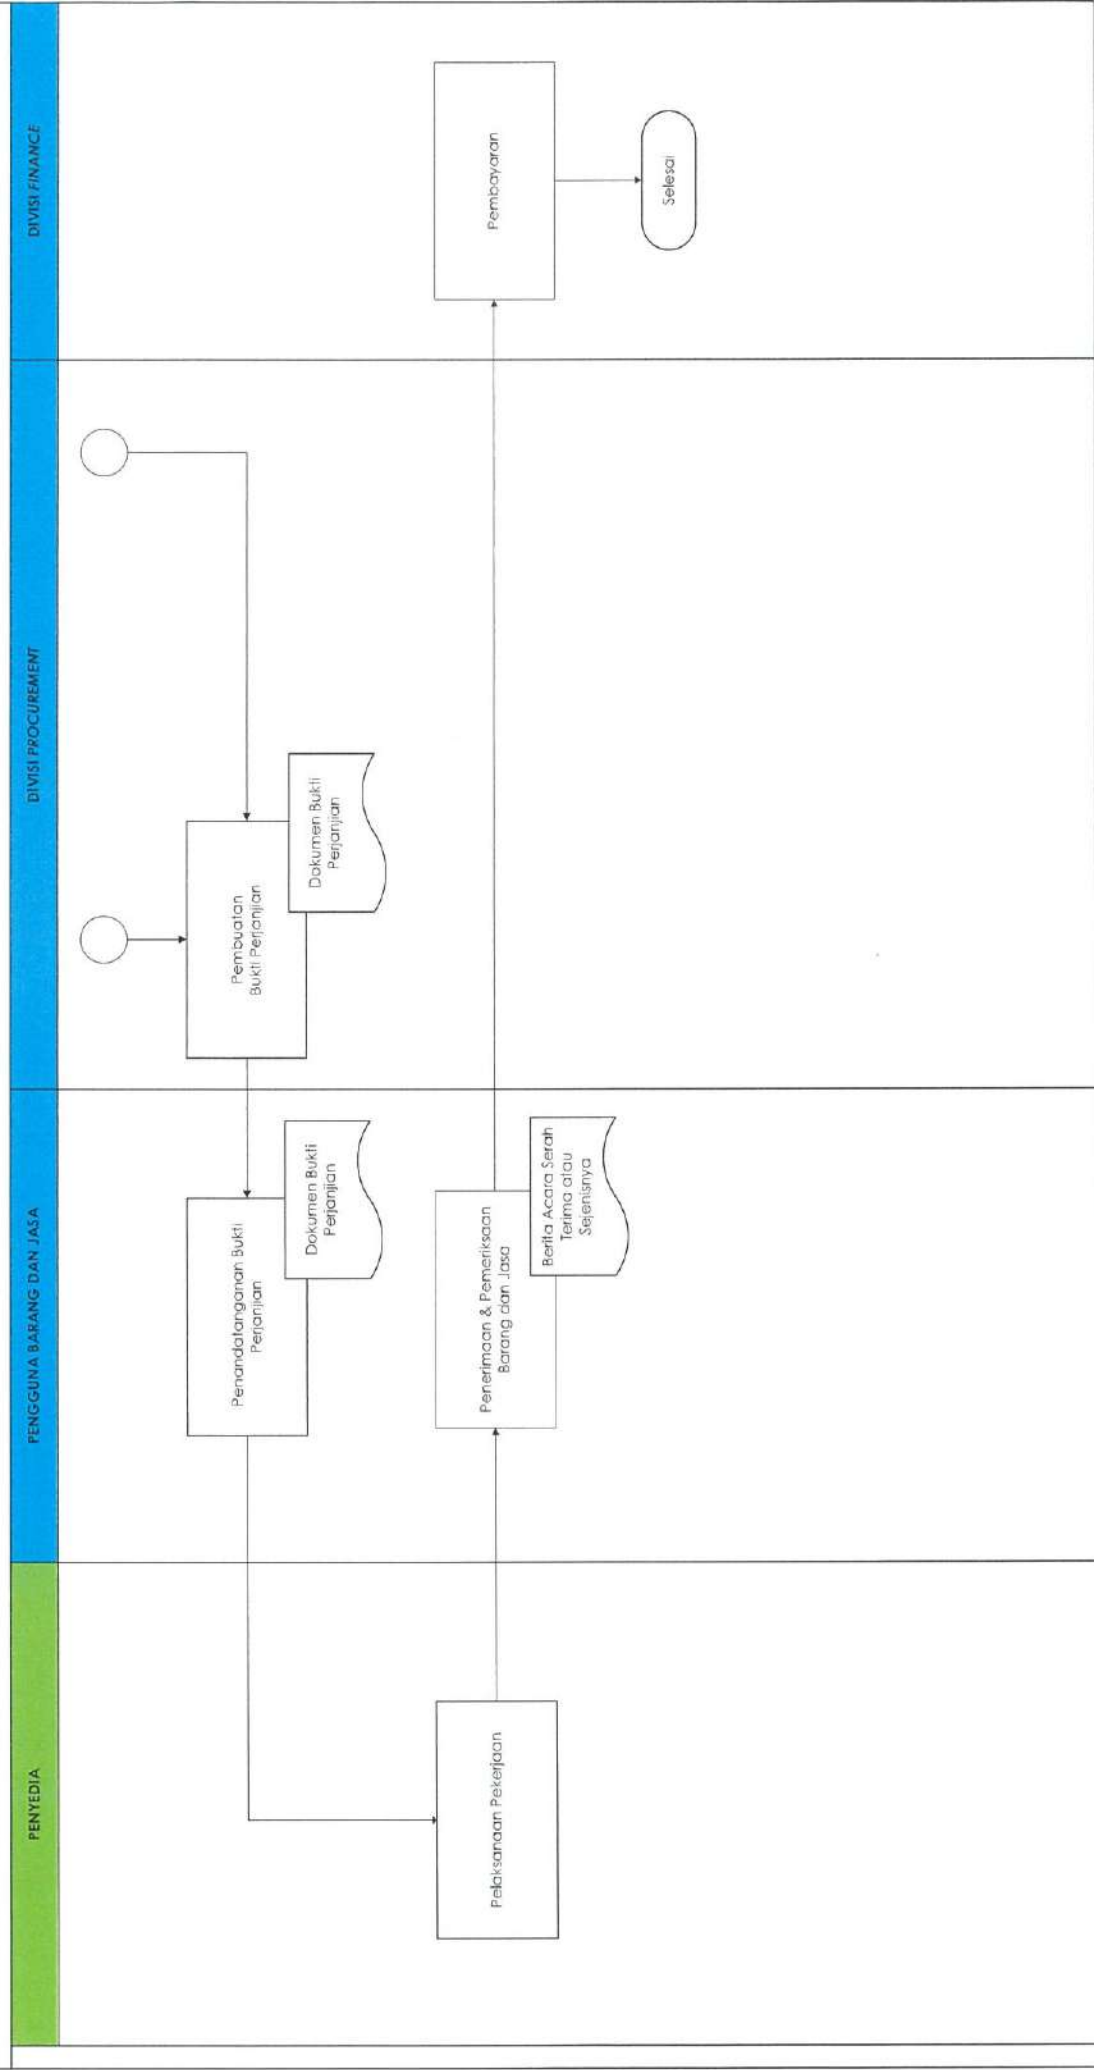 PENYEDIA
PENGGUNA BARANG DAN JASA
DIVISI PROCUREMENT
DIVISI FINANCE
Pembuatan
Bukti Perjanjian
Dokumen Bukti
Perjanjian
Penandatanganan Bukti
Perjanjian
Dokumen Bukti
Perjanjian
Pelaksanaan Pekerjaan
Penerimaan & Pemeriksaan
Barang dan Jasa
Berita Acara Serah
Terima atau
Sejenisnya
Pembayaran
Selesai